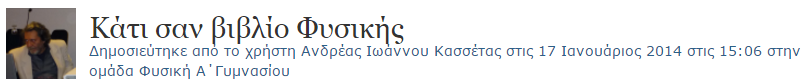 Κάτι σαν βιβλίο Φυσικής
Δημοσιεύτηκε από το χρήστη Ανδρέας Ιωάννου Κασσέτας στις 17 Ιανουάριος 2014 στις 15:06 στην
ομάδα Φυσική Α΄Γυμνασίου